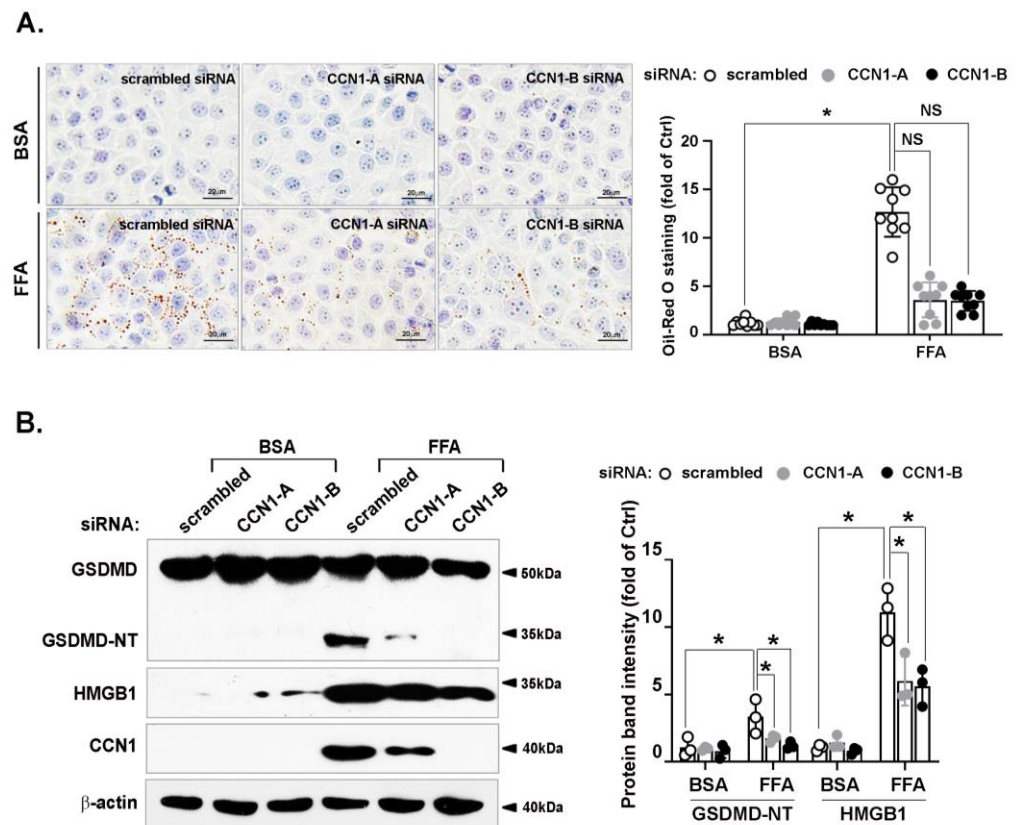 A.
scrambled siRNA
CCN1-A siRNA
CCN1-B siRNA
BSA
20μm
20μm
20μm
scrambled siRNA
CCN1-A siRNA
CCN1-B siRNA
FFA
20μm
20μm
20μm
siRNA: scrambled CCN1-A CCN1-B
Oil-Red O staining (fold of Ctrl)
20
15
10
5
0
*
NS
NS
BSA FFA
B.
BSA FFA
siRNA: scrambled CCN1-A CCN1-B scrambled CCN1-A CCN1-B
GSDMD
50kDa
GSDMD-NT
35kDa
HMGB1
35kDa
CCN1
40kDa
β-actin
40kDa
siRNA: scrambled CCN1-A CCN1-B
Protein band intensity (fold of Ctrl)
15
10
5
0
* * *
* * *
BSA FFA BSA FFA
GSDMD-NT HMGB1